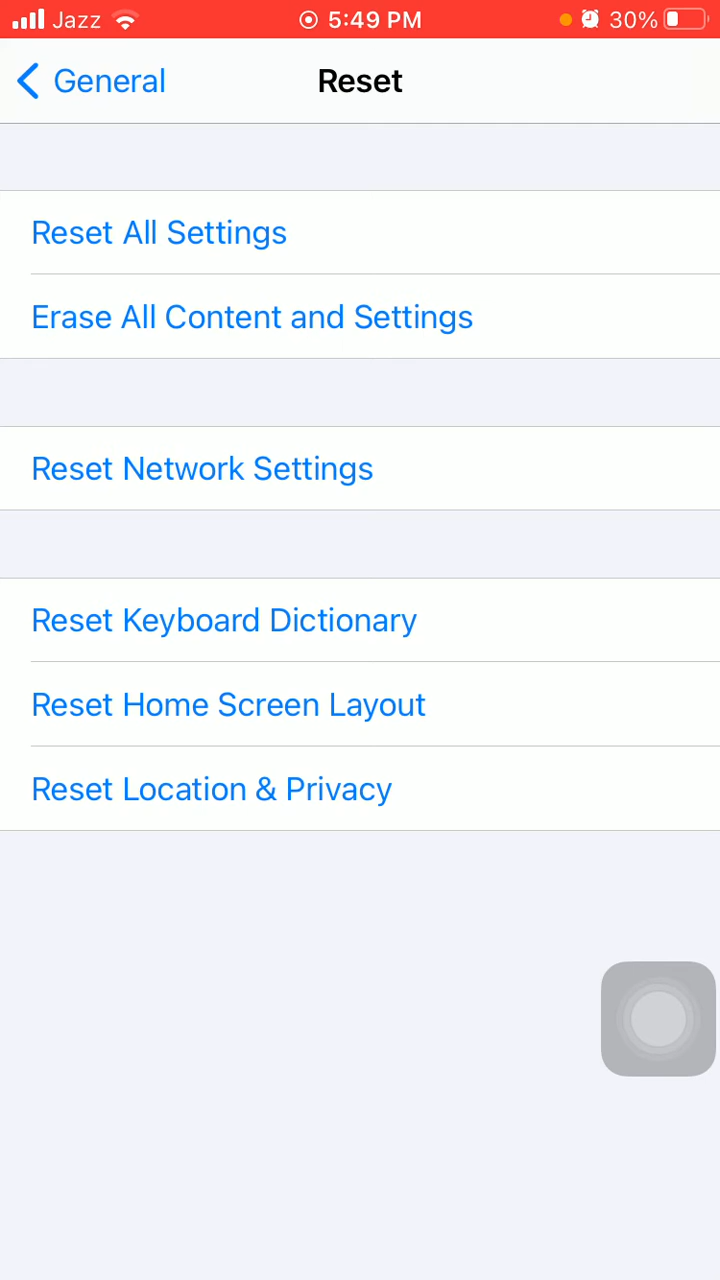 Jazz 5:49 PM 30%
General Reset
Reset All Settings
Erase All Content and Settings
Reset Network Settings
Reset Keyboard Dictionary
Reset Home Screen Layout
Reset Location & Privacy